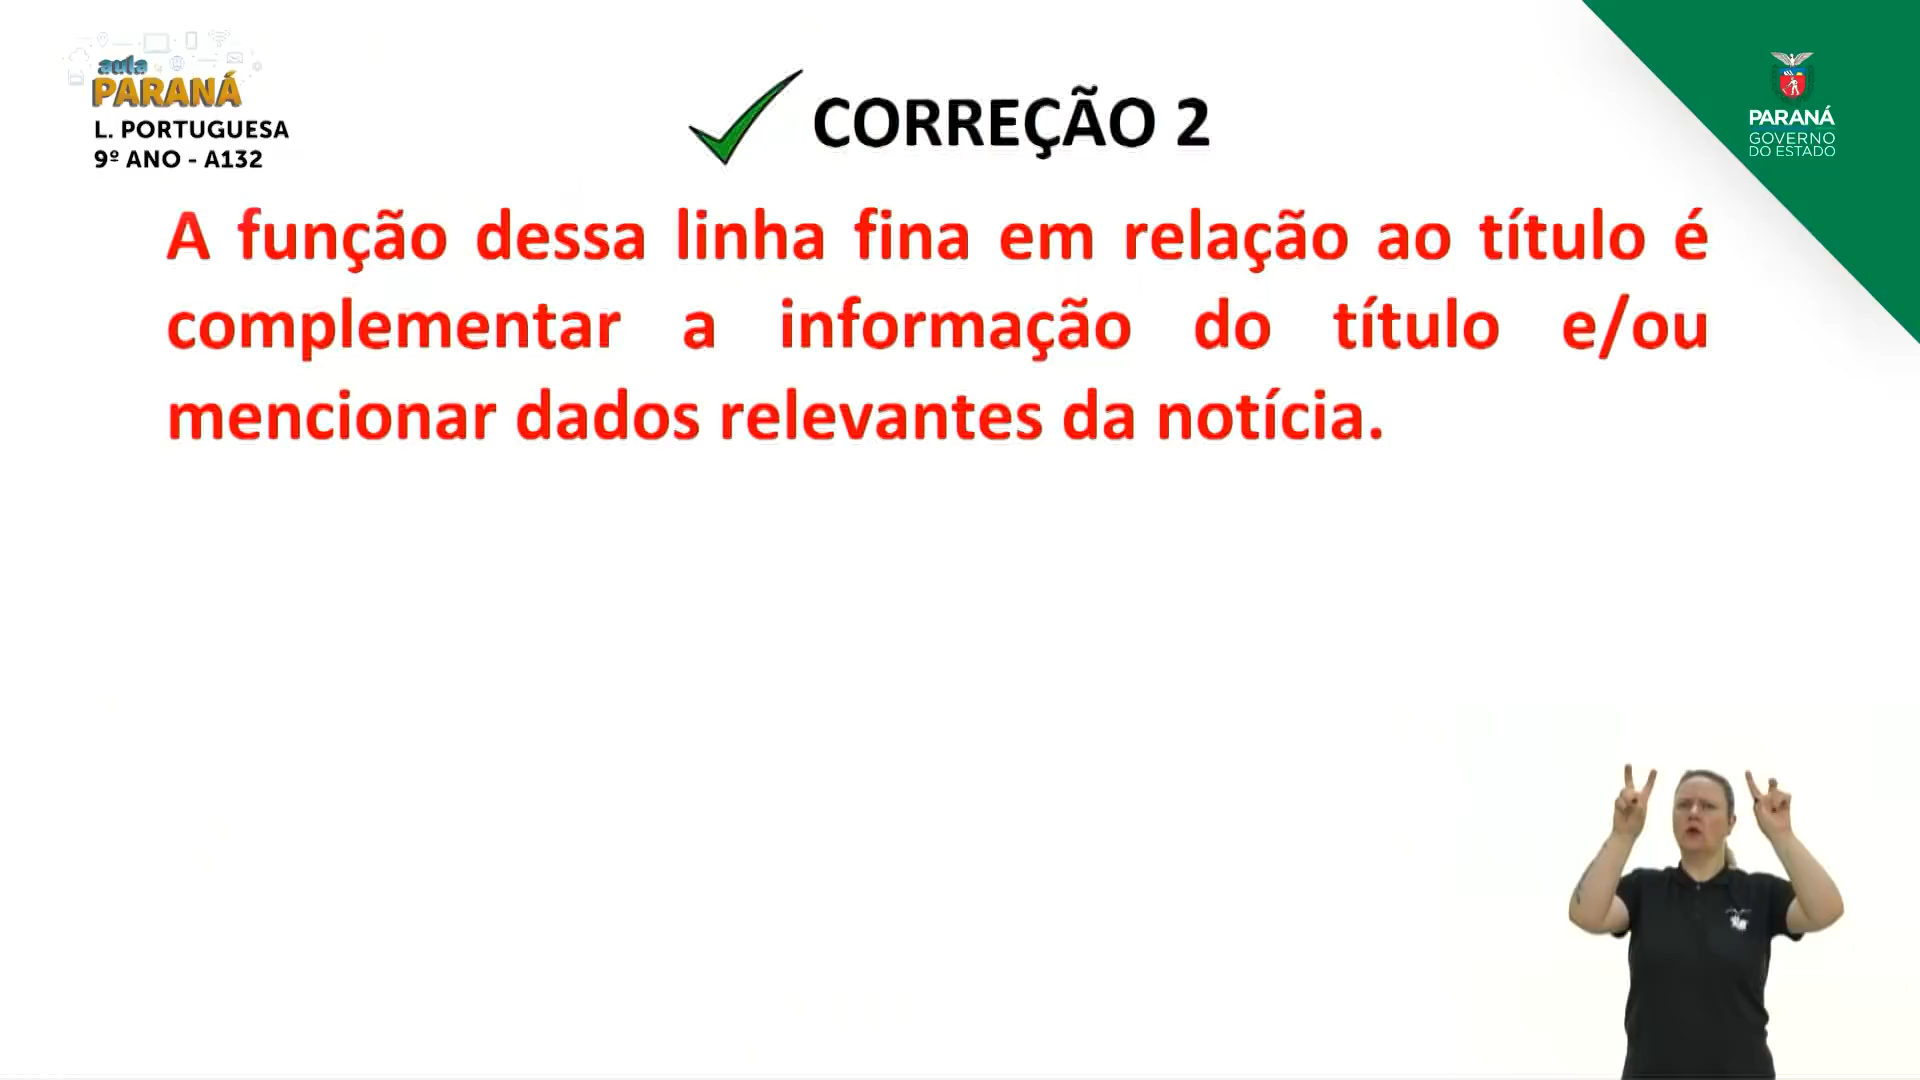 aula
PARANÁ
L. PORTUGUESA
9º ANO - A132
CORREÇÃO 2
PARANÁ
GOVERNO
DO ESTADO
A função dessa linha fina em relação ao título é
complementar a informação do título e/ou
mencionar dados relevantes da notícia.